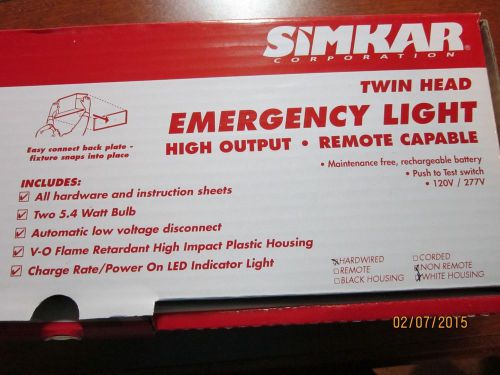 SIMKAR®
CORPORATION
TWIN HEAD
EMERGENCY LIGHT
HIGH OUTPUT • REMOTE CAPABLE
• Maintenance free, rechargeable battery
• Push to Test switch
• 120V / 277V
Easy connect back plate -
fixture snaps into place
INCLUDES:
All hardware and instruction sheets
Two 5.4 Watt Bulb
Automatic low voltage disconnect
V-O Flame Retardant High Impact Plastic Housing
Charge Rate/Power On LED Indicator Light
HARDWIRED CORDED
REMOTE NON REMOTE
BLACK HOUSING WHITE HOUSING
02/07/2015